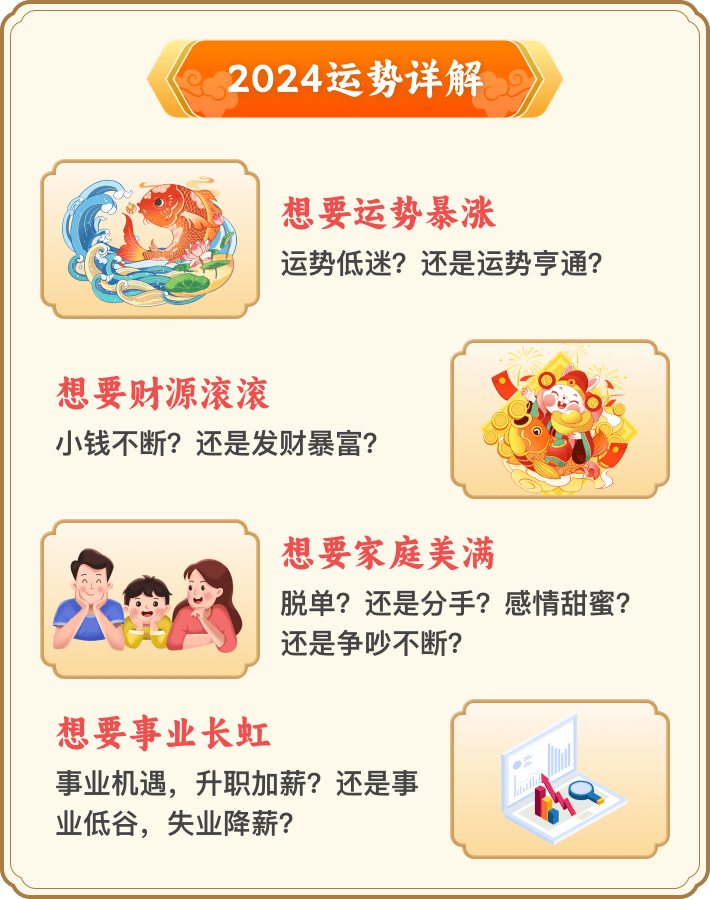 2024运势详解
想要运势暴涨
运势低迷？还是运势亨通？
想要财源滚滚
小钱不断？还是发财暴富？
想要家庭美满
脱单？还是分手？感情甜蜜？
还是争吵不断？
想要事业长虹
事业机遇，升职加薪？还是事
业低谷，失业降薪？